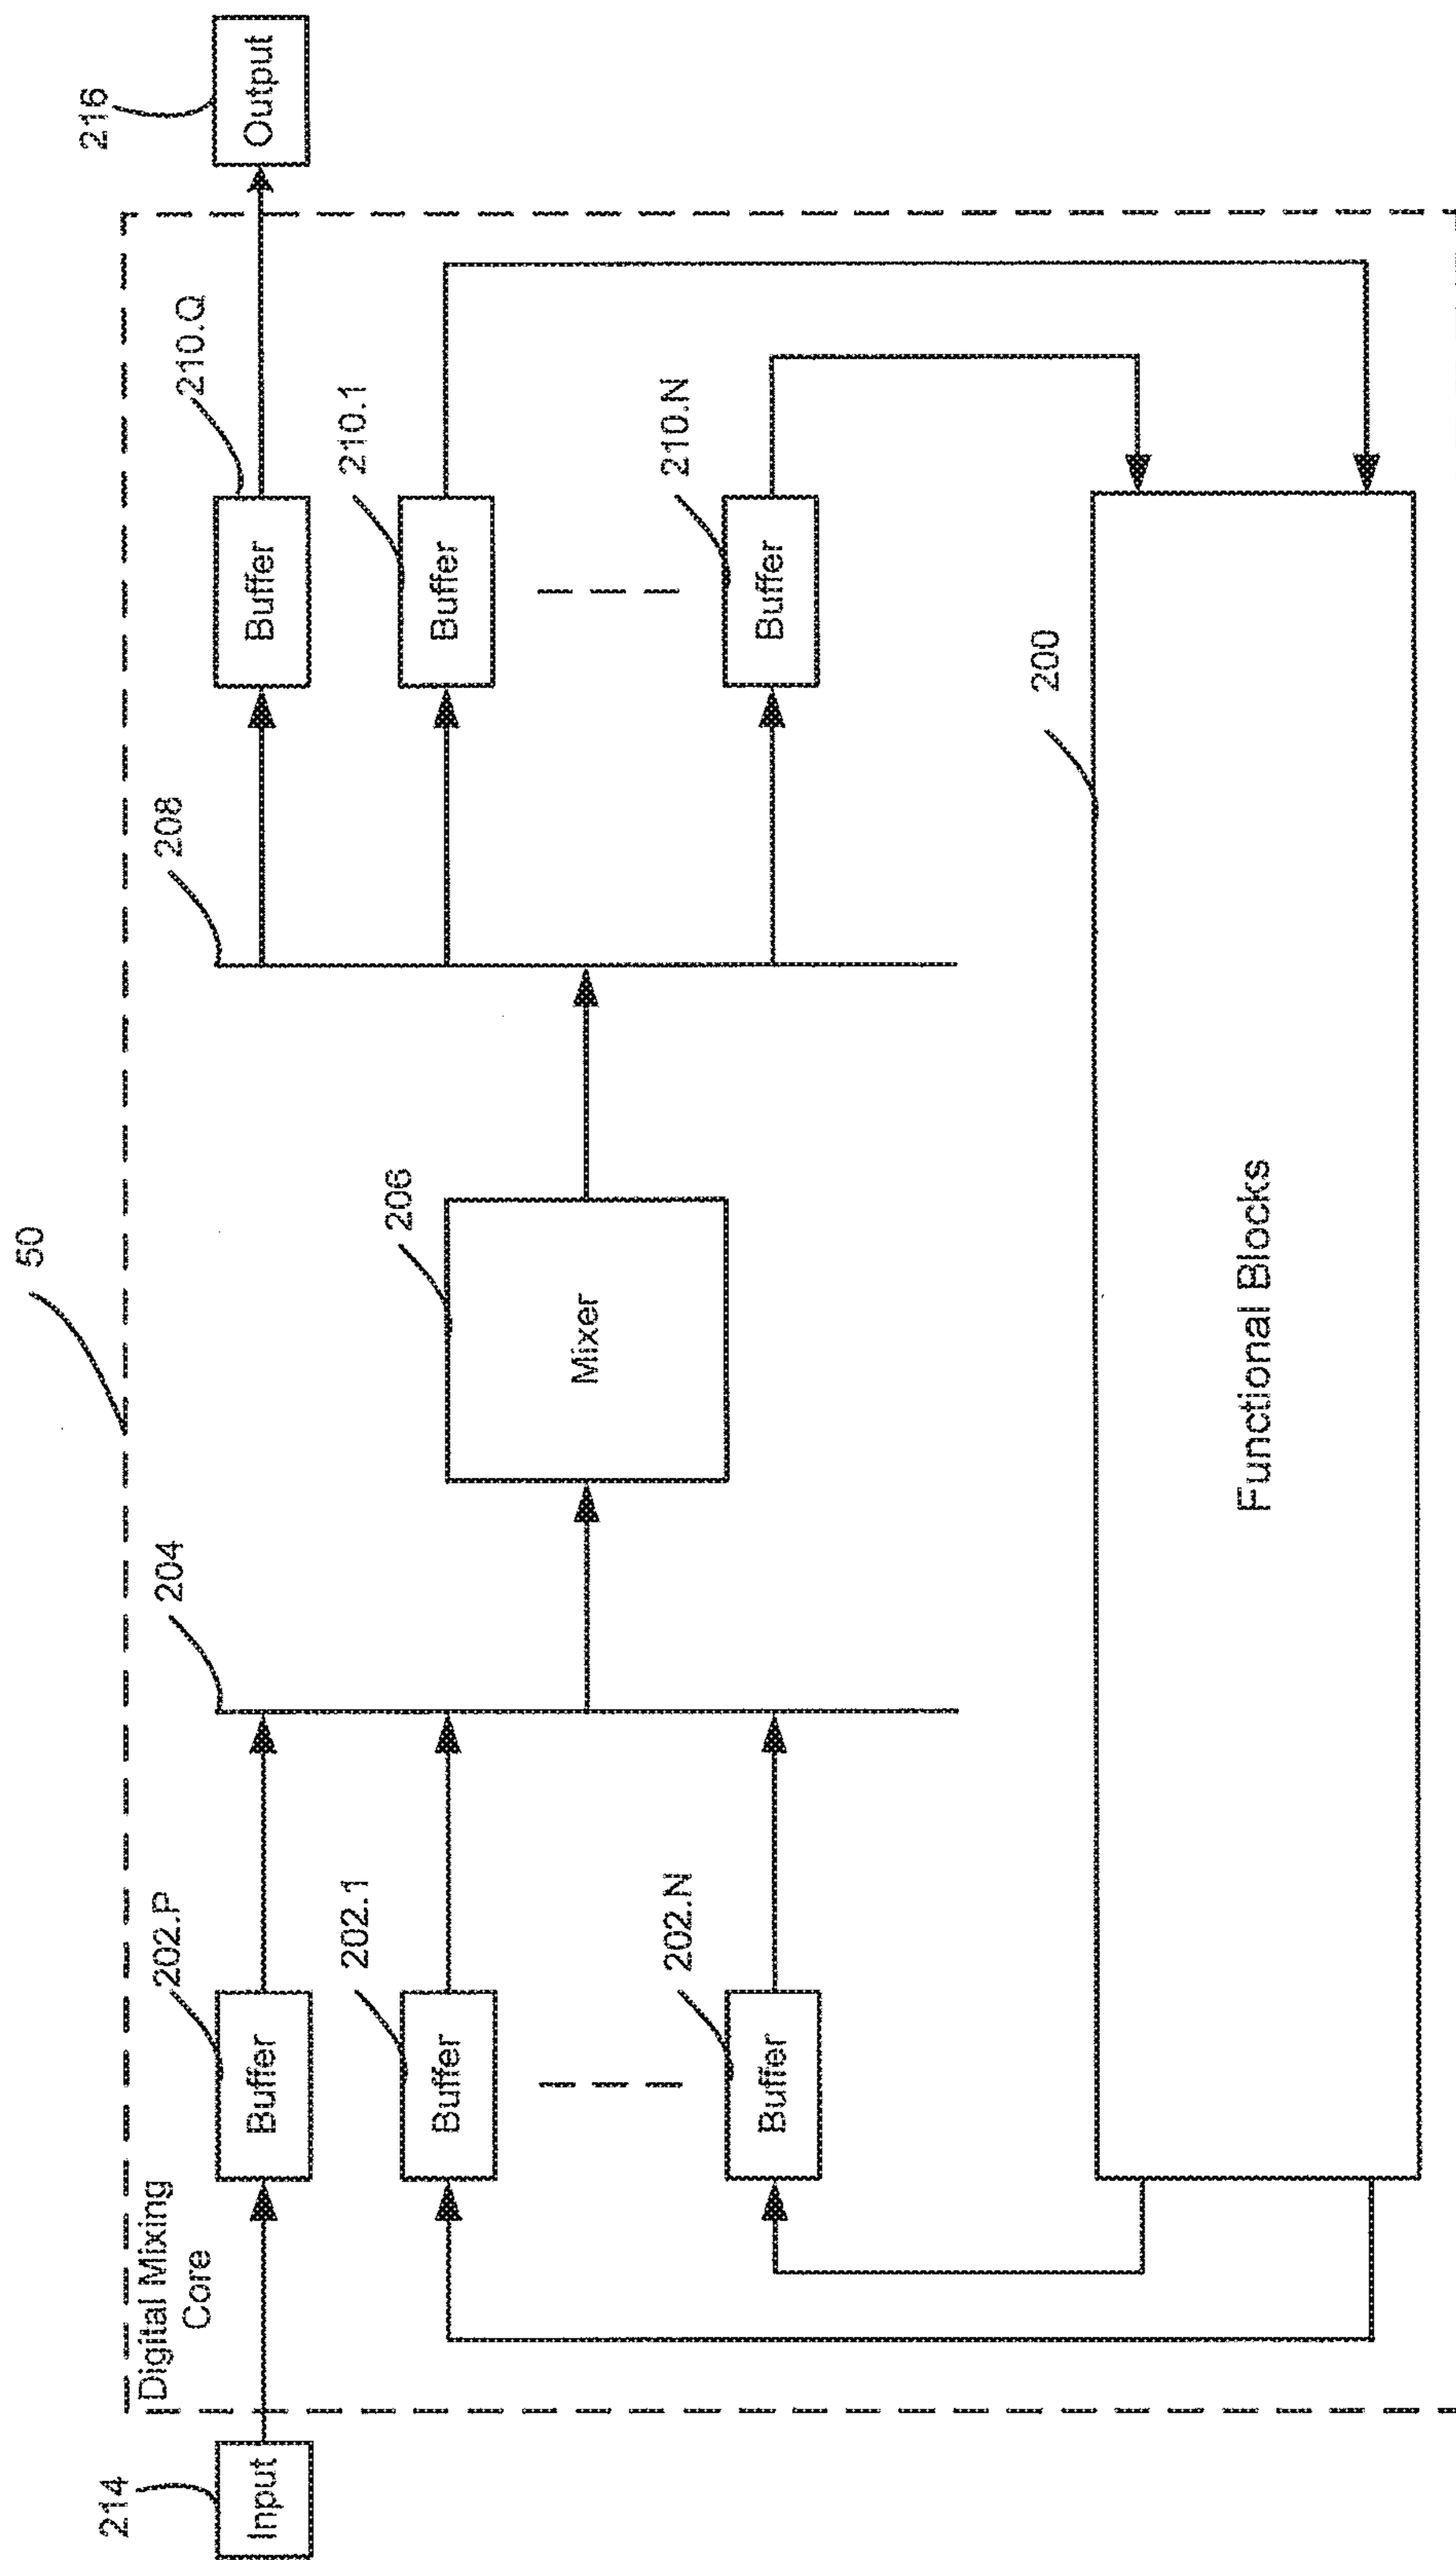 50
Digital Mixing
Core
214
Input
202.P
Buffer
202.1
Buffer
202.N
Buffer
204
206
Mixer
208
210.Q
Buffer
210.1
Buffer
210.N
Buffer
216
Output
200
Functional Blocks